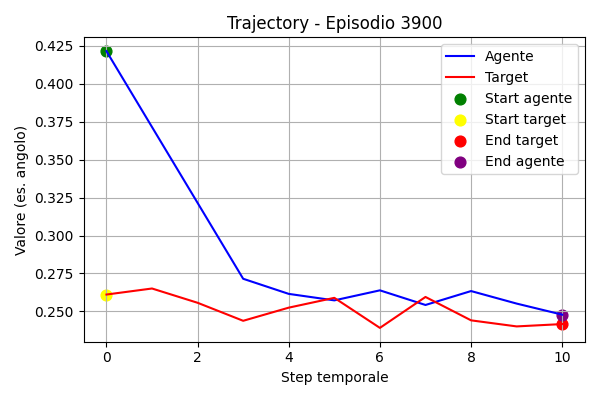 Trajectory - Episodio 3900
Valore (es. angolo)
0.425
0.400
0.375
0.350
0.325
0.300
0.275
0.250
Agente
Target
Start agente
Start target
End target
End agente
0 2 4 6 8 10
Step temporale